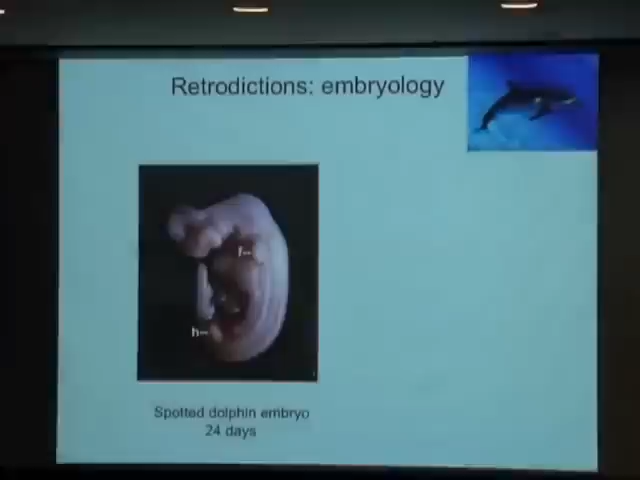 Retrodictions: embryology
f
h
Spotted dolphin embryo
24 days